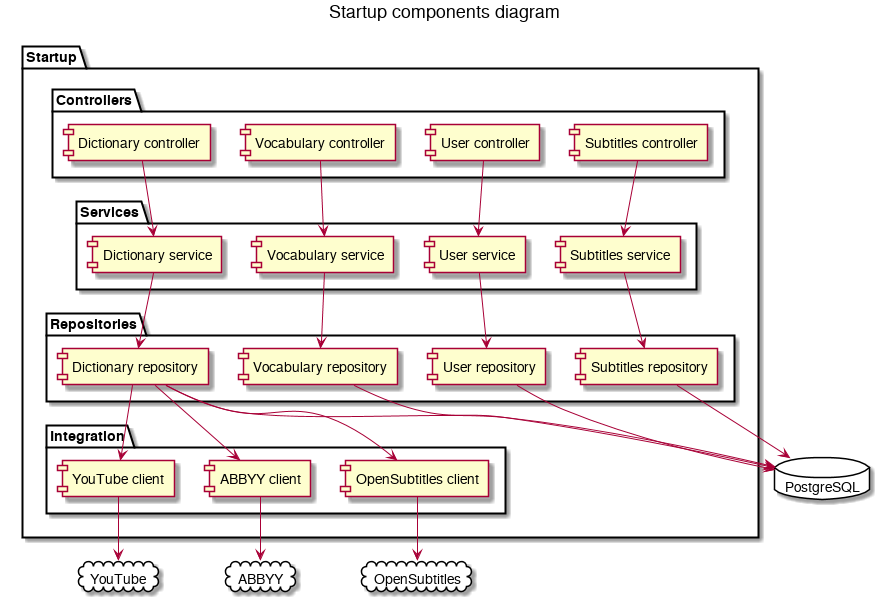 Startup components diagram
Startup
Controllers
Dictionary controller
Vocabulary controller
User controller
Subtitles controller
Services
Dictionary service
Vocabulary service
User service
Subtitles service
Repositories
Dictionary repository
Vocabulary repository
User repository
Subtitles repository
Integration
YouTube client
ABBYY client
OpenSubtitles client
PostgreSQL
YouTube
ABBYY
OpenSubtitles